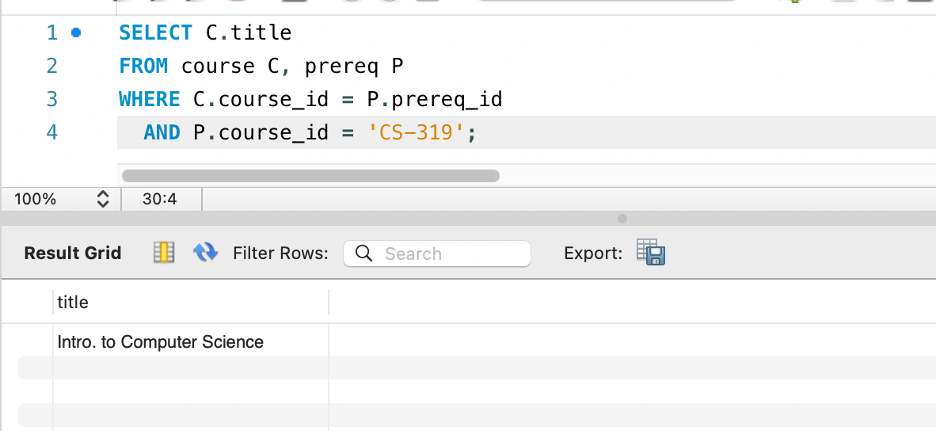 1 SELECT C.title
2 FROM course C, prereq P
3 WHERE C.course_id = P.prereq_id
4 AND P.course_id = 'CS-319';
100% 30:4
Result Grid Filter Rows: Search Export:
title
Intro. to Computer Science